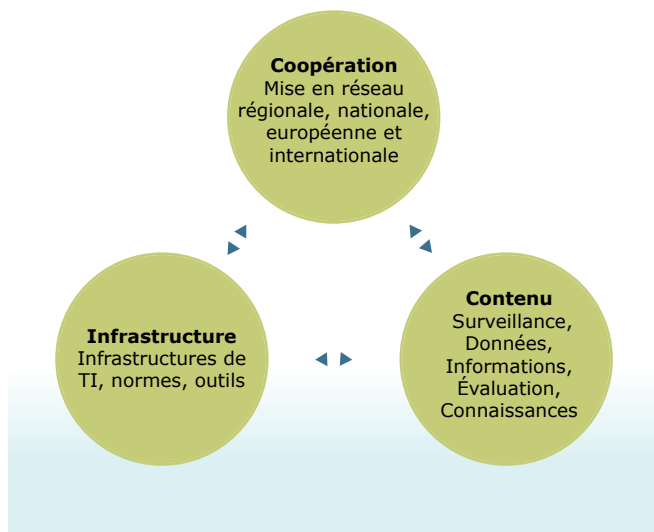 Coopération
Mise en réseau
régionale, nationale,
européenne et
internationale
Infrastructure
Infrastructures de
TI, normes, outils
Contenu
Surveillance,
Données,
Informations,
Évaluation,
Connaissances